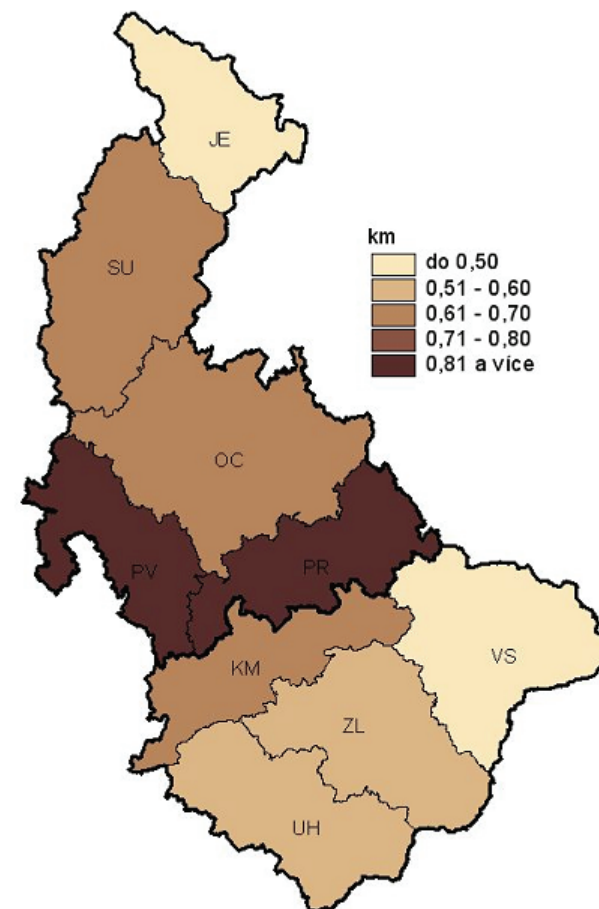 JE
SU
km
do 0,50
0,51 - 0,60
0,61 - 0,70
0,71 - 0,80
0,81 a více
OC
PV
PR
KM
VS
ZL
UH